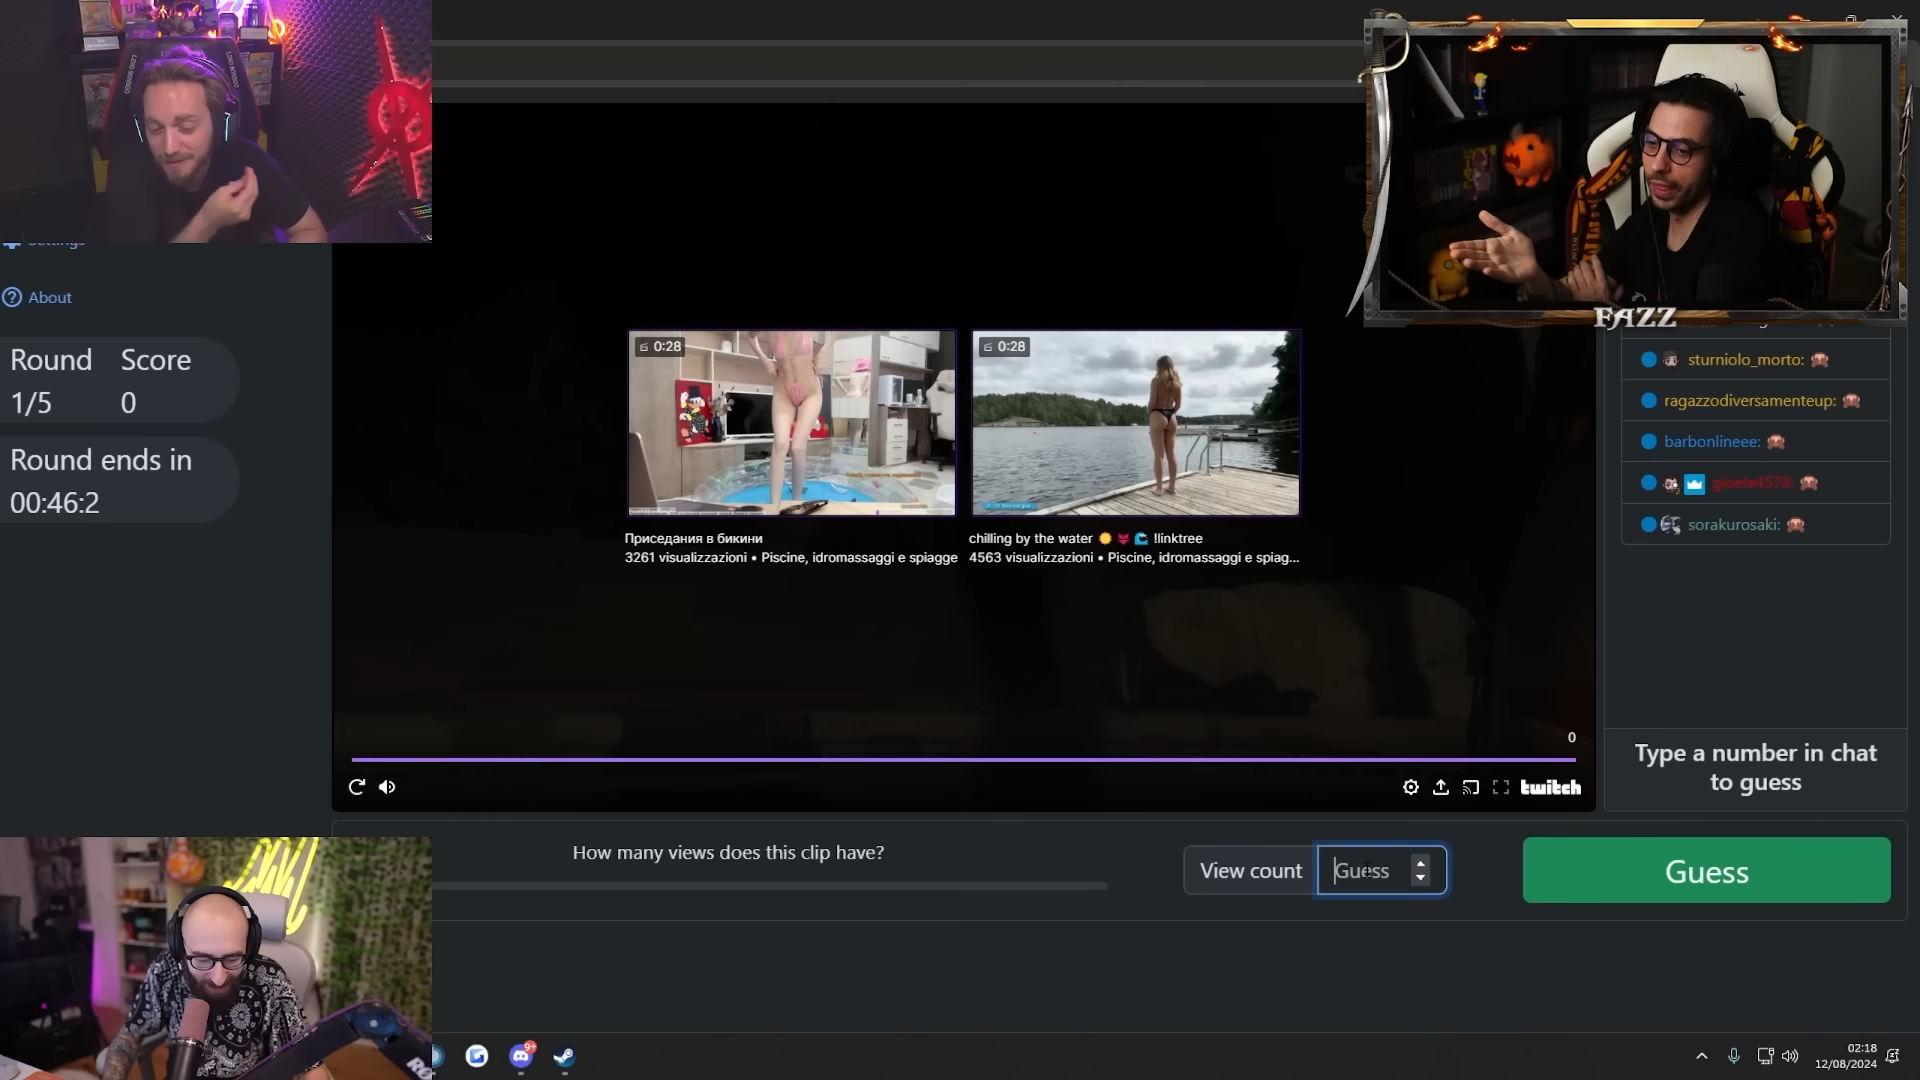 Settings
About
Round Score
1/5 0
Round ends in
00:46:2
0:28
0:28
Приседания в бикини
3261 visualizzazioni • Piscine, idromassaggi e spiagge
chilling by the water ☀️ 👙 🌊 !linktree
4563 visualizzazioni • Piscine, idromassaggi e spiag...
0
twitch
How many views does this clip have?
View count
Guess
Guess
FAZZ
sturniolo_morto:
ragazzodiversamenteup:
barbonlineee:
gioele4578:
sorakurosaki:
Type a number in chat
to guess
9+
02:18
12/08/2024